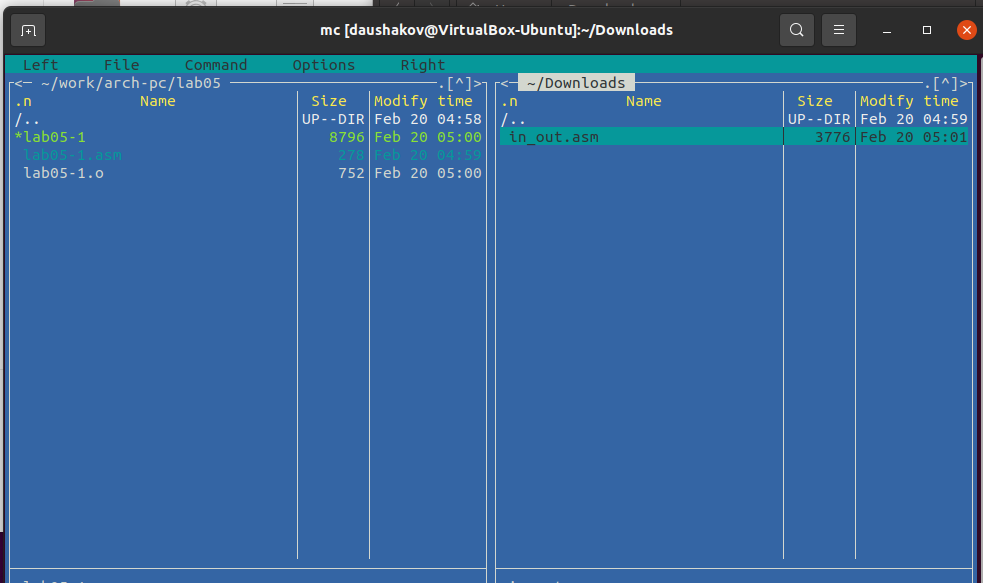 mc [daushakov@VirtualBox-Ubuntu]:~/Downloads
Left File Command Options Right
<─ ~/work/arch-pc/lab05 ─.[^]>
.n Name Size Modify time
/.. UP--DIR Feb 20 04:58
*lab05-1 8796 Feb 20 05:00
lab05-1.asm 278 Feb 20 04:59
lab05-1.o 752 Feb 20 05:00
<─ ~/Downloads ─.[^]>
.n Name Size Modify time
/.. UP--DIR Feb 20 04:59
in_out.asm 3776 Feb 20 05:01